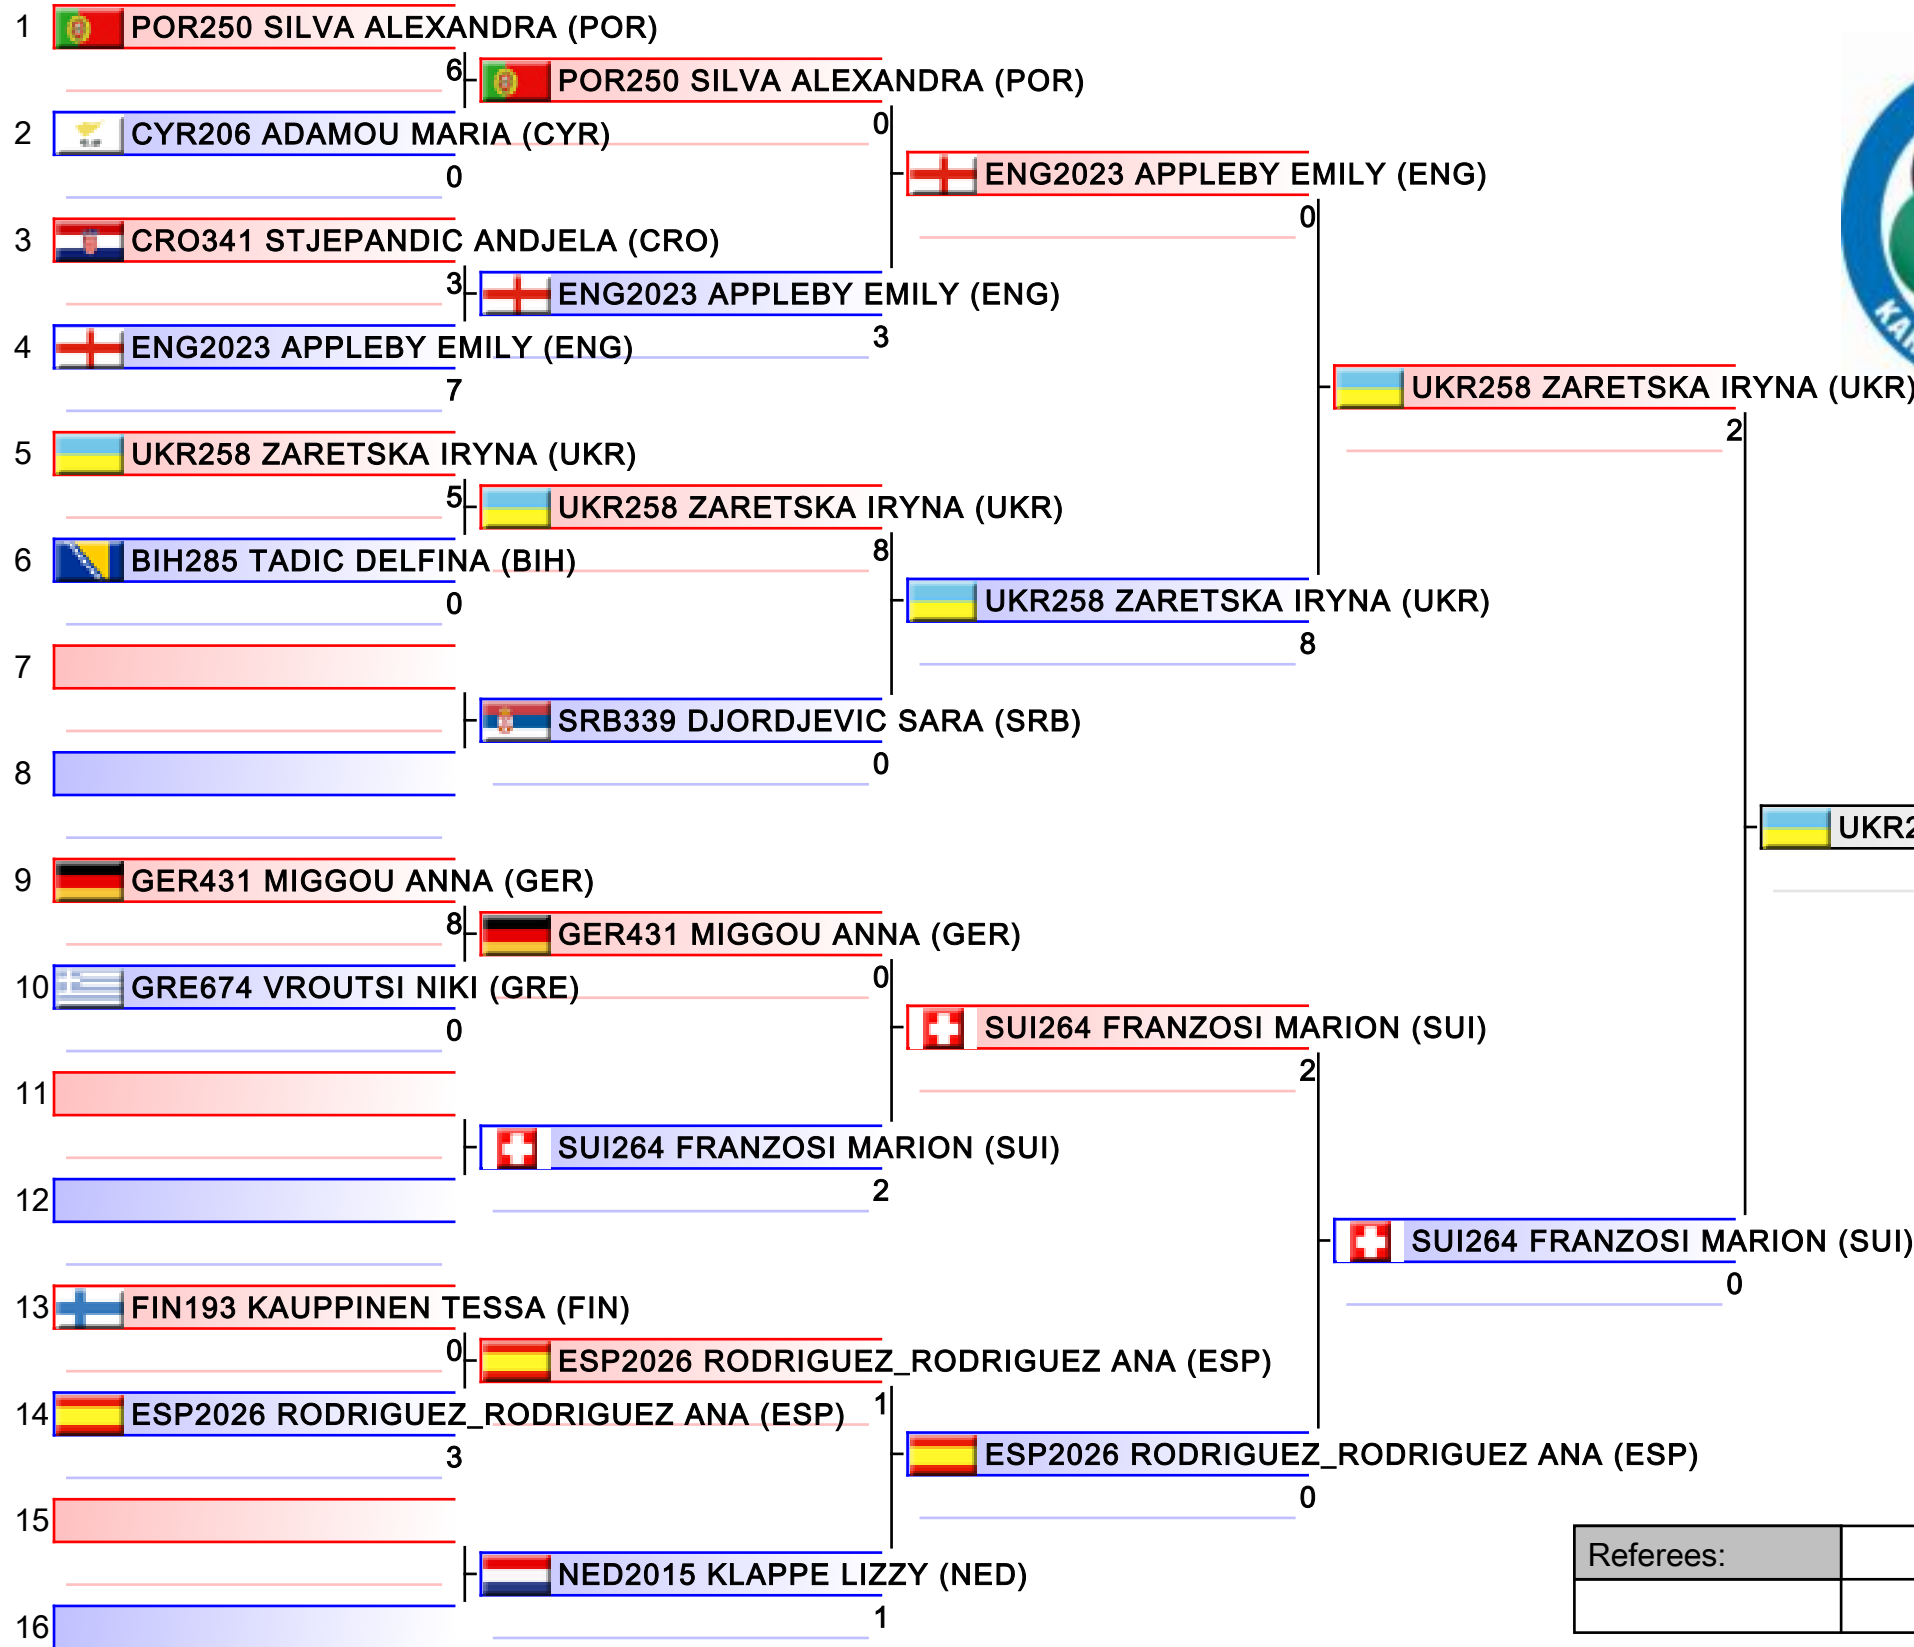 1 POR250 SILVA ALEXANDRA (POR)
6 POR250 SILVA ALEXANDRA (POR)
2 CYR206 ADAMOU MARIA (CYR)
0
0
ENG2023 APPLEBY EMILY (ENG)
0
3 CRO341 STJEPANDIC ANDJELA (CRO)
3 ENG2023 APPLEBY EMILY (ENG)
3
4 ENG2023 APPLEBY EMILY (ENG)
7
UKR258 ZARETSKA IRYNA (UKR)
2
5 UKR258 ZARETSKA IRYNA (UKR)
5 UKR258 ZARETSKA IRYNA (UKR)
8
6 BIH285 TADIC DELFINA (BIH)
0
UKR258 ZARETSKA IRYNA (UKR)
8
7
SRB339 DJORDJEVIC SARA (SRB)
0
8
UKR2
9 GER431 MIGGOU ANNA (GER)
8 GER431 MIGGOU ANNA (GER)
0
10 GRE674 VROUTSI NIKI (GRE)
0
SUI264 FRANZOSI MARION (SUI)
2
11
SUI264 FRANZOSI MARION (SUI)
2
12
SUI264 FRANZOSI MARION (SUI)
0
13 FIN193 KAUPPINEN TESSA (FIN)
0 ESP2026 RODRIGUEZ_RODRIGUEZ ANA (ESP)
1
14 ESP2026 RODRIGUEZ_RODRIGUEZ ANA (ESP)
3
ESP2026 RODRIGUEZ_RODRIGUEZ ANA (ESP)
0
15
NED2015 KLAPPE LIZZY (NED)
1
16
Referees: